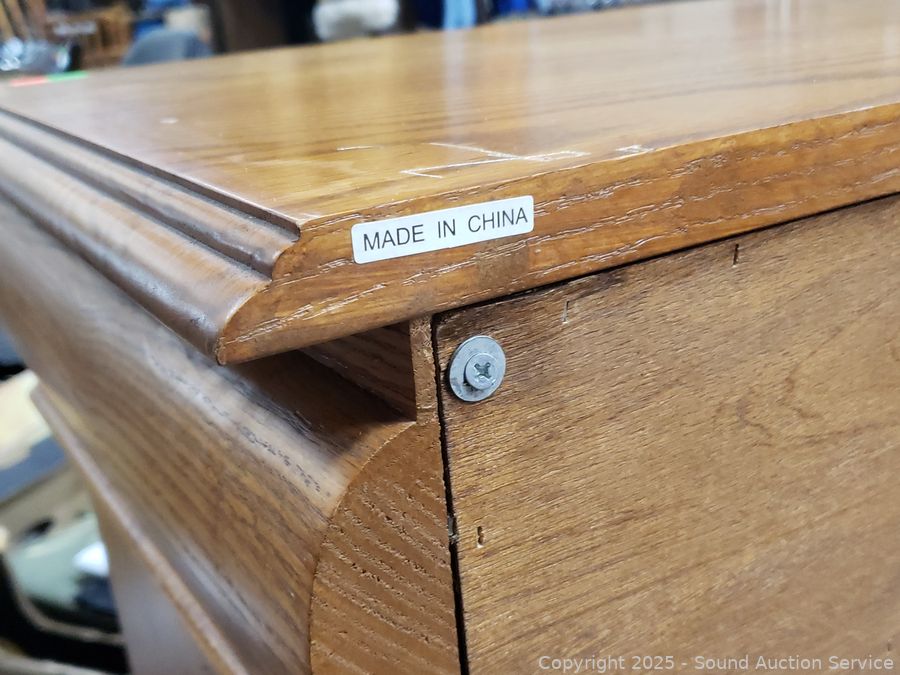 MADE IN CHINA
Copyright 2025 - Sound Auction Service